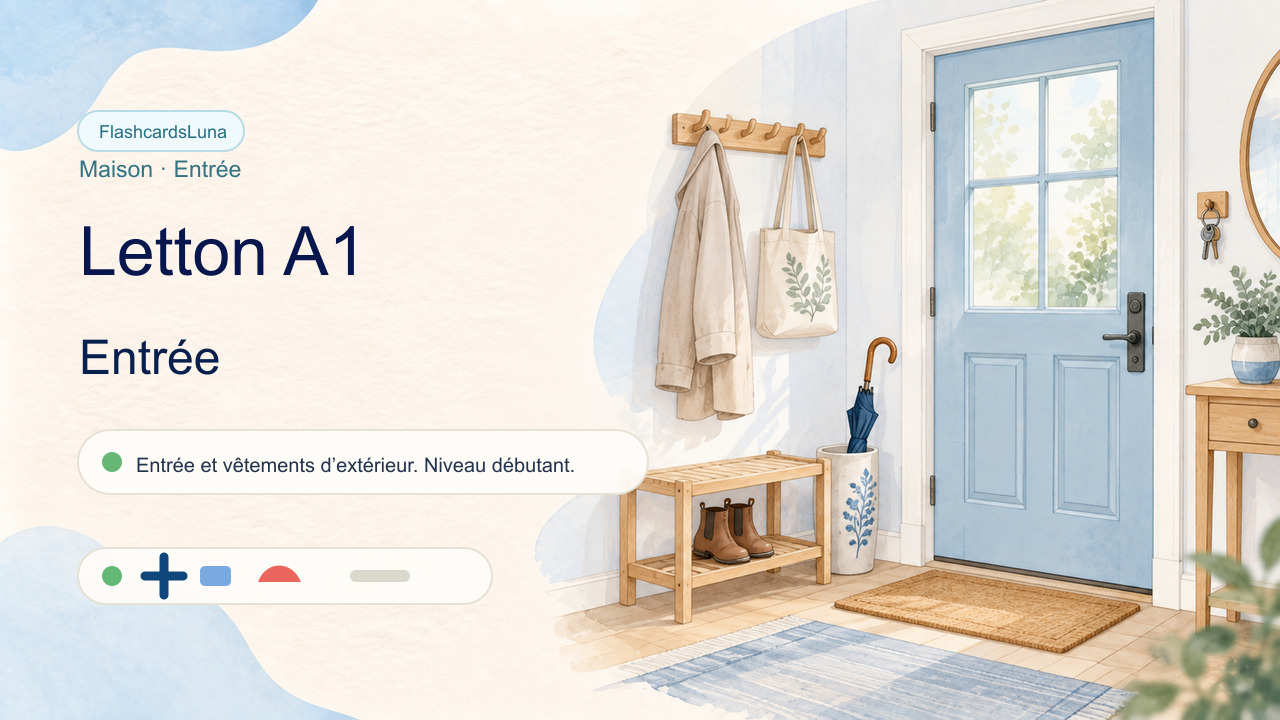 FlashcardsLuna
Maison · Entrée
Letton A1
Entrée
Entrée et vêtements d’extérieur. Niveau débutant.